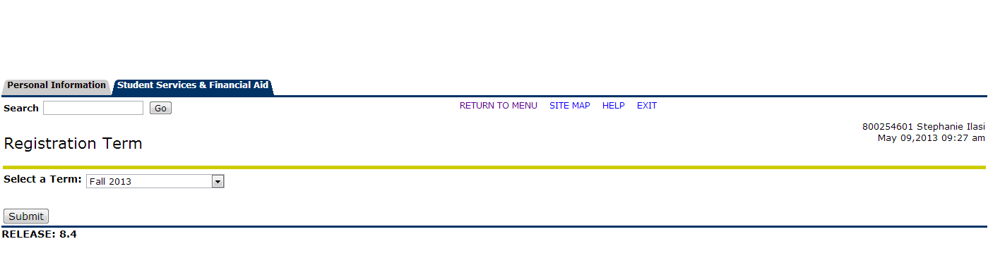 Personal Information Student Services & Financial Aid
Search Go RETURN TO MENU SITE MAP HELP EXIT
800254601 Stephanie Ilasi
May 09,2013 09:27 am
Registration Term
Select a Term: Fall 2013
Submit
RELEASE: 8.4